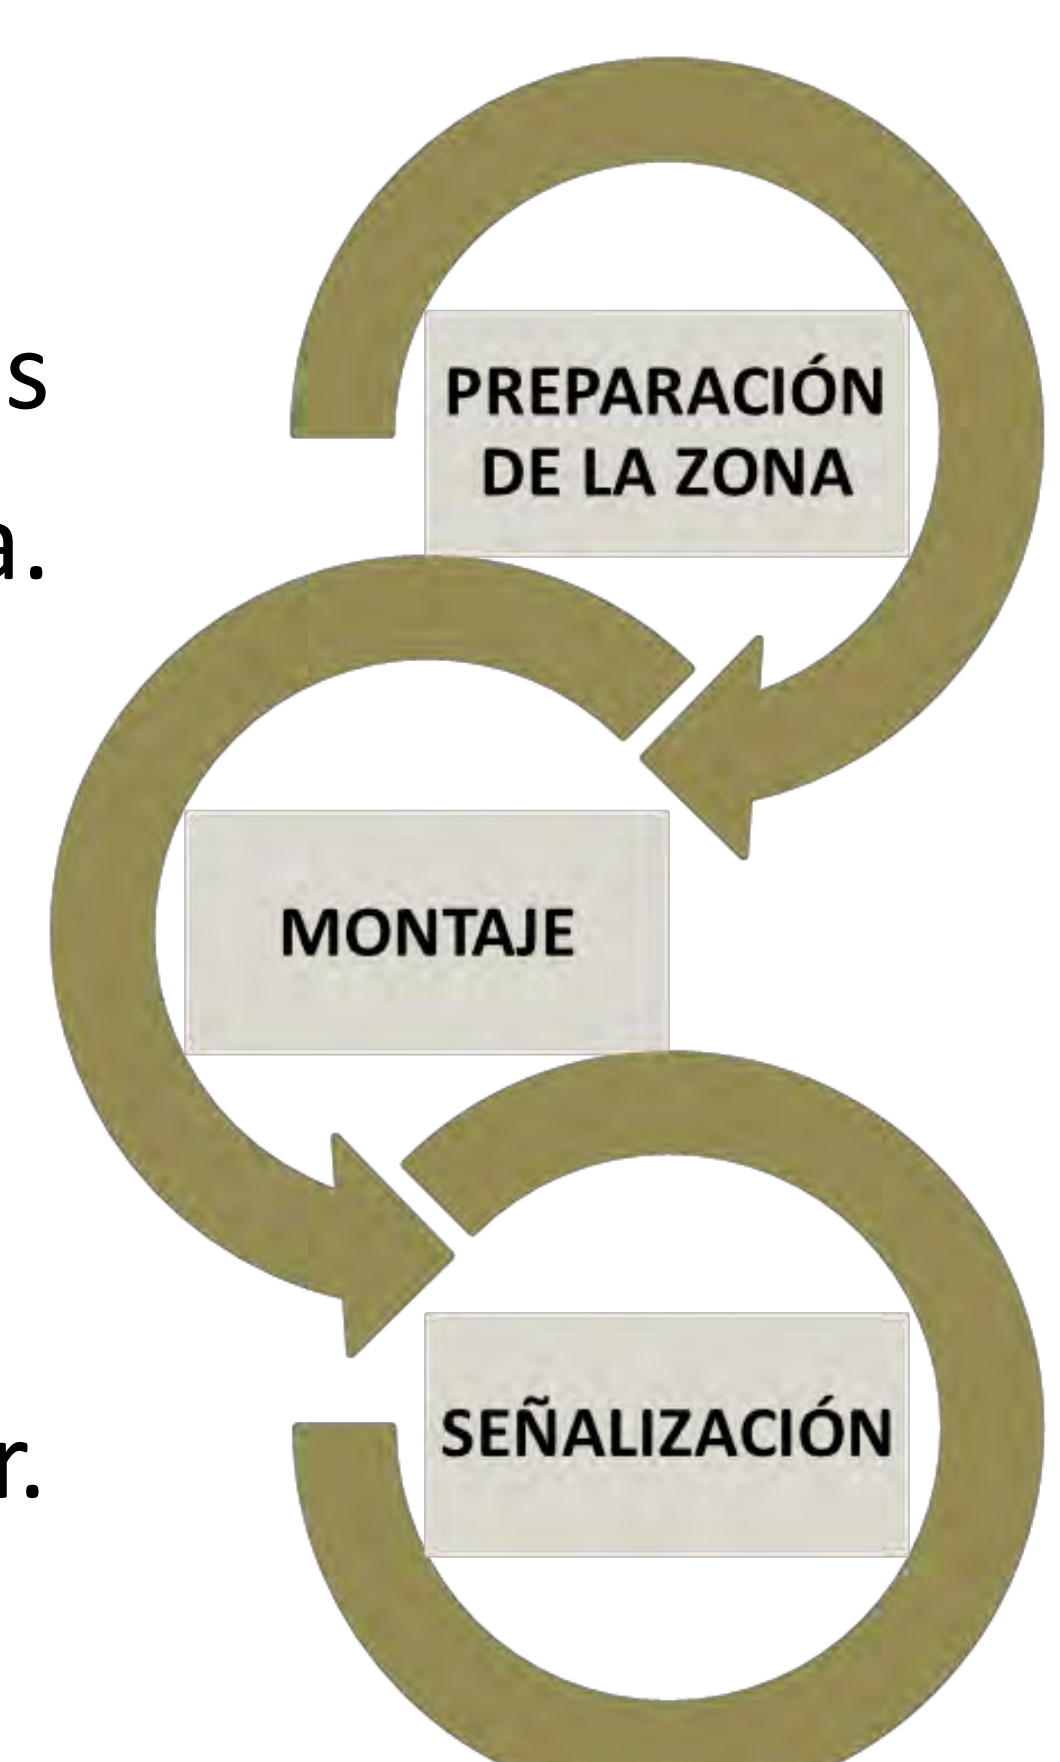 s
PREPARACIÓN
DE LA ZONA
a.
MONTAJE
SEÑALIZACIÓN
r.